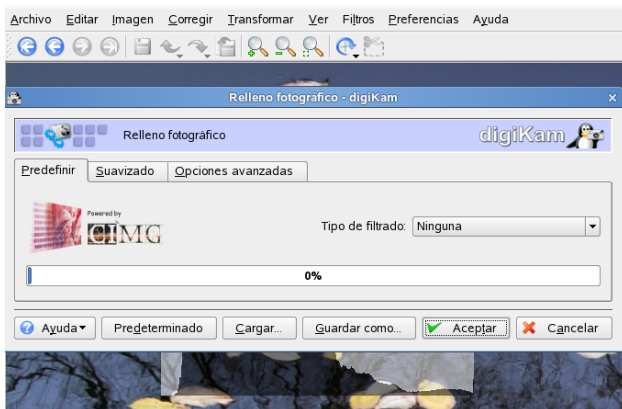 Archivo Editar Imagen Corregir Transformar Ver Filtros Preferencias Ayuda
Relleno fotográfico - digiKam
Relleno fotográfico
digiKam
Predefinir Suavizado Opciones avanzadas
Powered by
CIMG
Tipo de filtrado: Ninguna
0%
Ayuda Predeterminado Cargar... Guardar como... Aceptar Cancelar